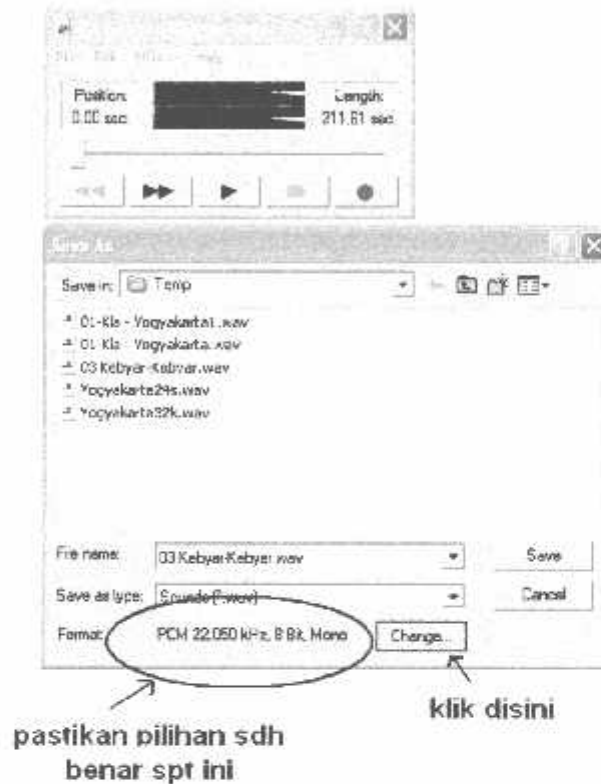 Position:
0.00 sec
Length:
211.61 sec
Save As
Save in: Temp
01-Kla - Yogyakarta1.wav
01-Kla - Yogyakarta.wav
03 Kebyar-Kebyar.wav
Yogyakarta24s.wav
Yogyakarta32k.wav
File name: 03 Kebyar-Kebyar.wav Save
Save as type: Sounds (*.wav) Cancel
Format: PCM 22.050 kHz, 8 Bit, Mono Change...
klik disini
pastikan pilihan sdh
benar spt ini